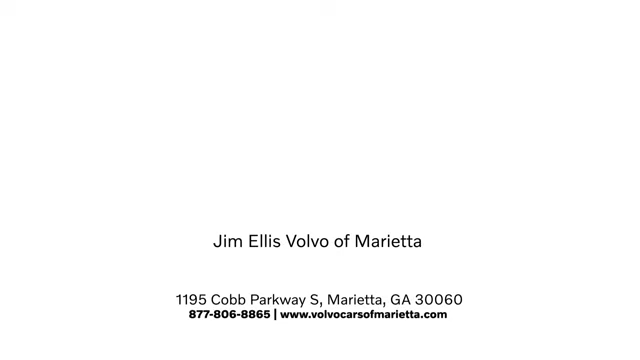 Jim Ellis Volvo of Marietta
1195 Cobb Parkway S, Marietta, GA 30060
877-806-8865 | www.volvocarsofmarietta.com